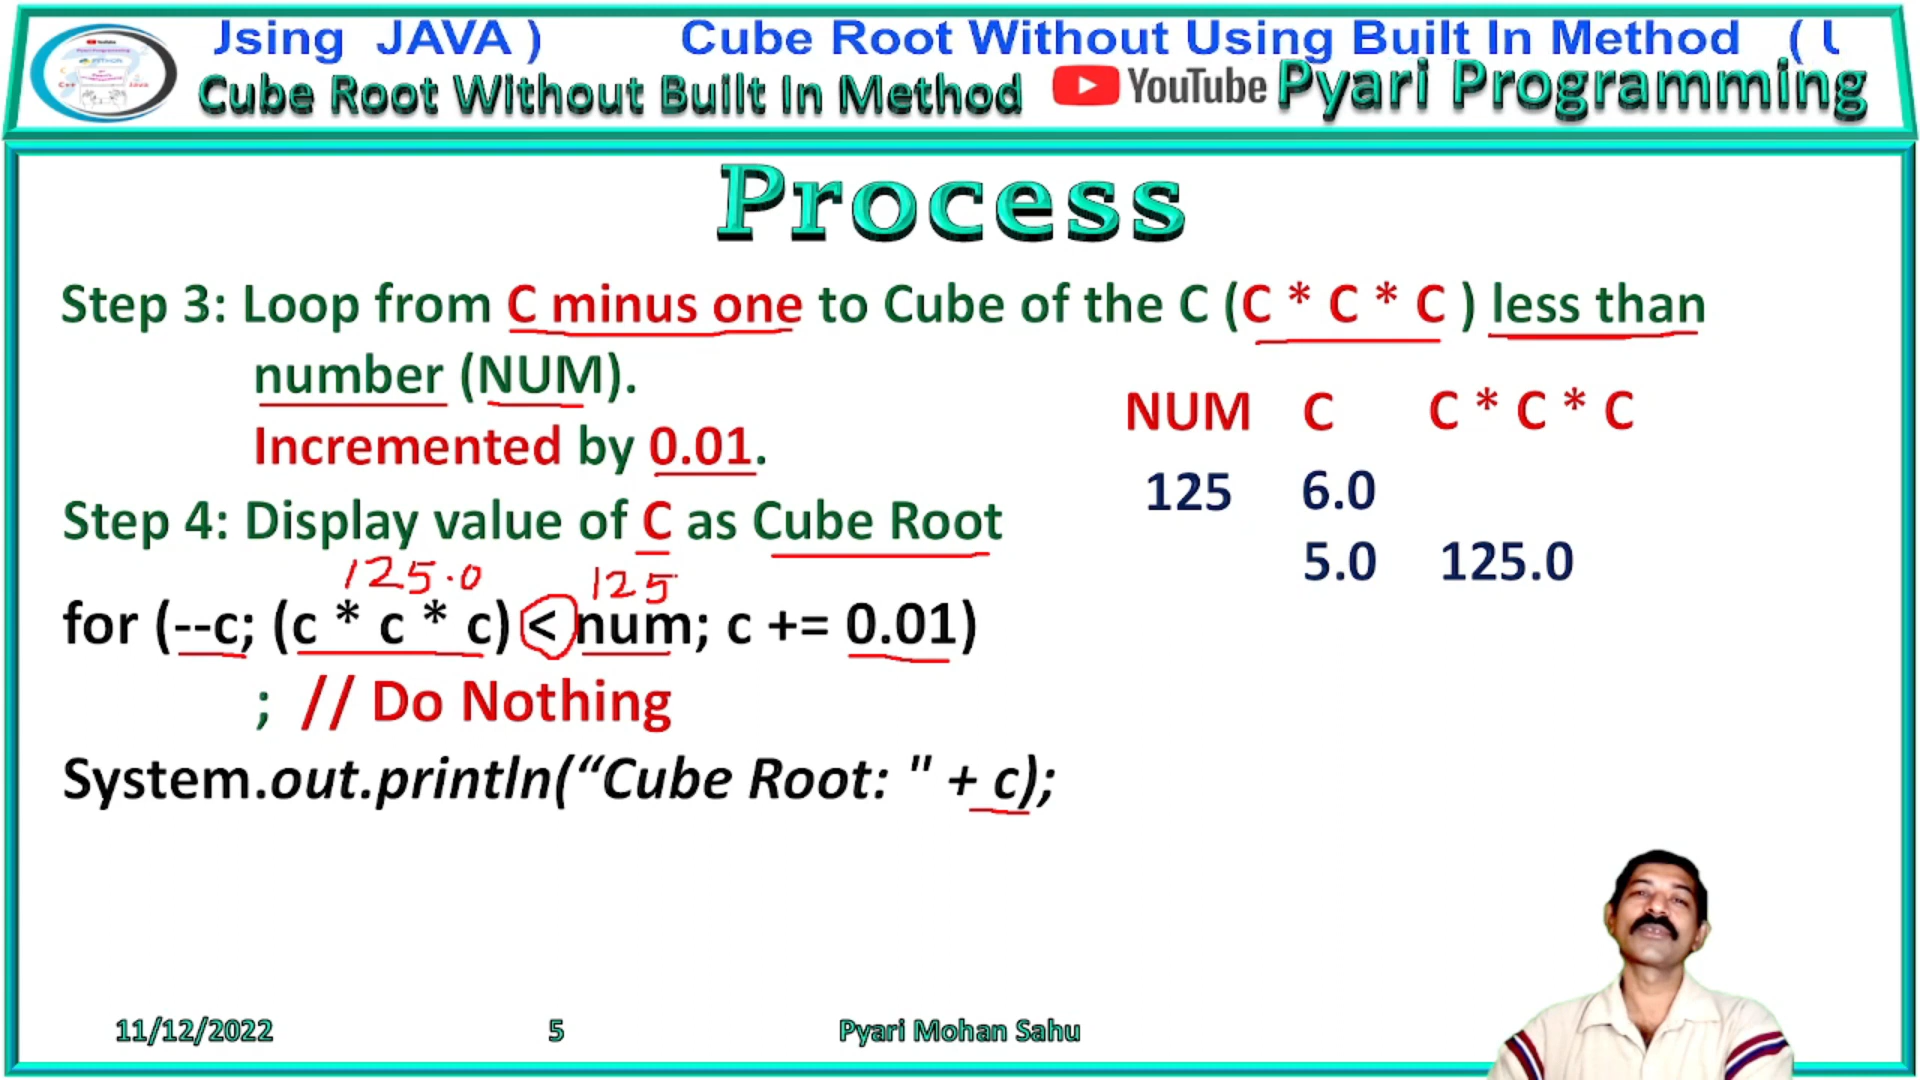 Jsing JAVA ) Cube Root Without Using Built In Method (
Cube Root Without Built In Method YouTube Pyari Programming
Process
Step 3: Loop from C minus one to Cube of the C (C * C * C ) less than
number (NUM).
Incremented by 0.01.
NUM C C * C * C
125 6.0
Step 4: Display value of C as Cube Root
5.0 125.0
125.0 125
for (--c; (c * c * c) < num; c += 0.01)
; // Do Nothing
System.out.println(“Cube Root: " + c);
11/12/2022 5 Pyari Mohan Sahu